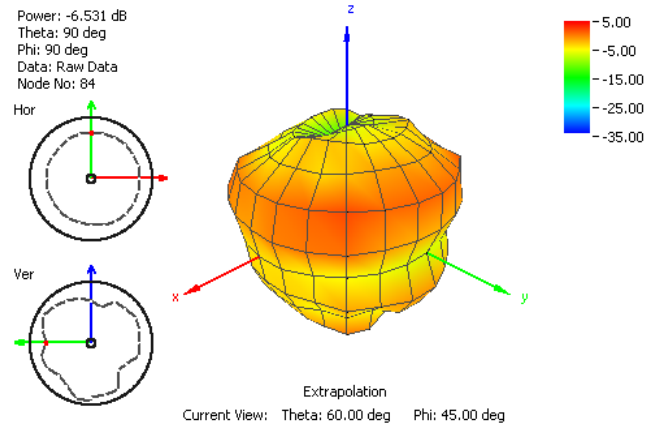 Power: -6.531 dB
Theta: 90 deg
Phi: 90 deg
Data: Raw Data
Node No: 84
Hor
Ver
z
x
y
5.00
-5.00
-15.00
-25.00
-35.00
Extrapolation
Current View: Theta: 60.00 deg Phi: 45.00 deg